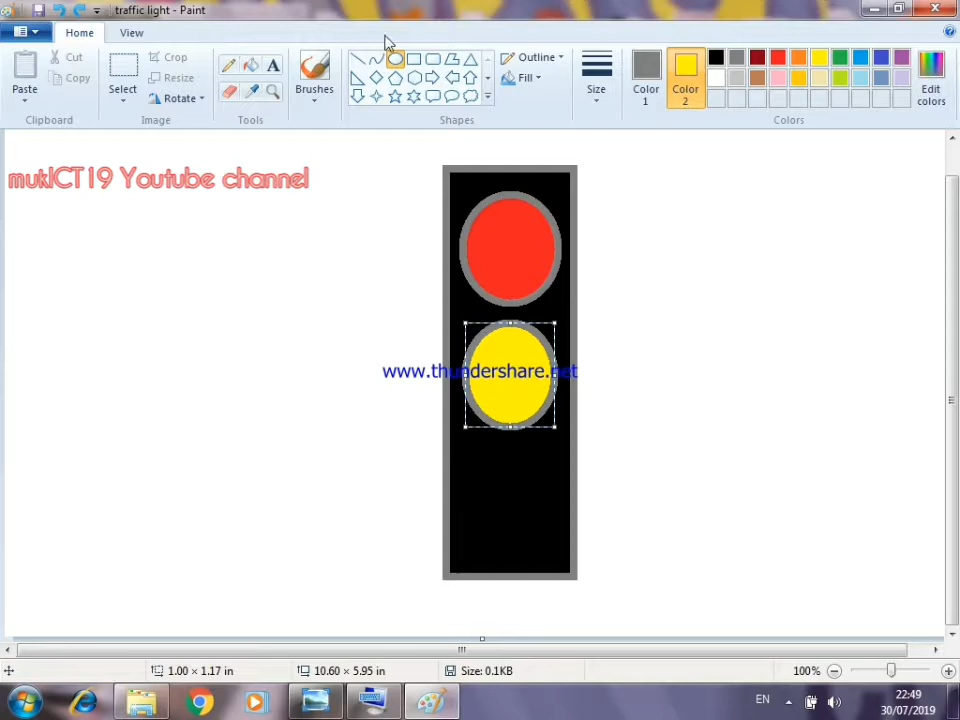 traffic light - Paint
Home
View
Paste
Cut
Copy
Clipboard
Select
Crop
Resize
Rotate
Image
A
Tools
Brushes
Outline
Fill
Shapes
Size
Color 1
Color 2
Edit colors
Colors
mukICT19 Youtube channel
www.thundershare.net
1.00 × 1.17 in
10.60 × 5.95 in
Size: 0.1KB
100%
EN
22:49
30/07/2019